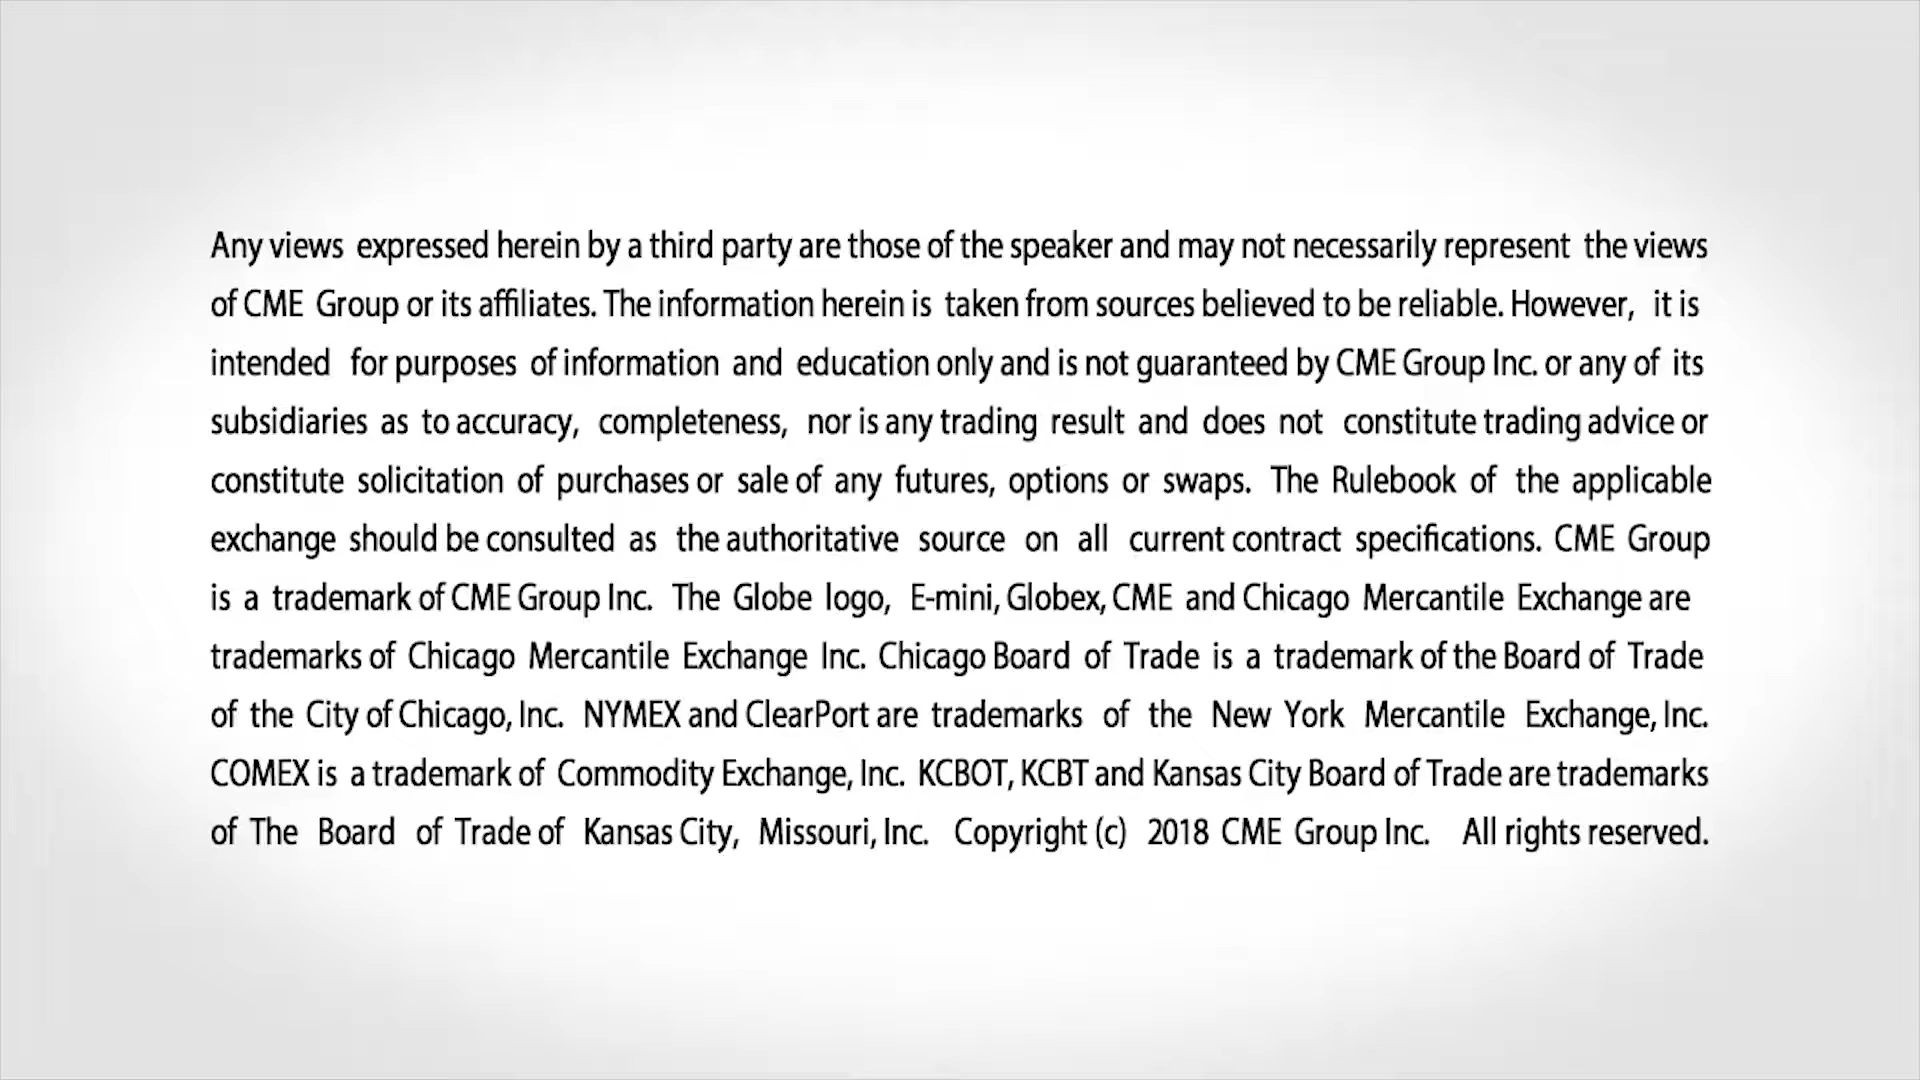 Any views expressed herein by a third party are those of the speaker and may not necessarily represent the views
of CME Group or its affiliates. The information herein is taken from sources believed to be reliable. However, it is
intended for purposes of information and education only and is not guaranteed by CME Group Inc. or any of its
subsidiaries as to accuracy, completeness, nor is any trading result and does not constitute trading advice or
constitute solicitation of purchases or sale of any futures, options or swaps. The Rulebook of the applicable
exchange should be consulted as the authoritative source on all current contract specifications. CME Group
is a trademark of CME Group Inc. The Globe logo, E-mini, Globex, CME and Chicago Mercantile Exchange are
trademarks of Chicago Mercantile Exchange Inc. Chicago Board of Trade is a trademark of the Board of Trade
of the City of Chicago, Inc. NYMEX and ClearPort are trademarks of the New York Mercantile Exchange, Inc.
COMEX is a trademark of Commodity Exchange, Inc. KCBOT, KCBT and Kansas City Board of Trade are trademarks
of The Board of Trade of Kansas City, Missouri, Inc. Copyright (c) 2018 CME Group Inc. All rights reserved.